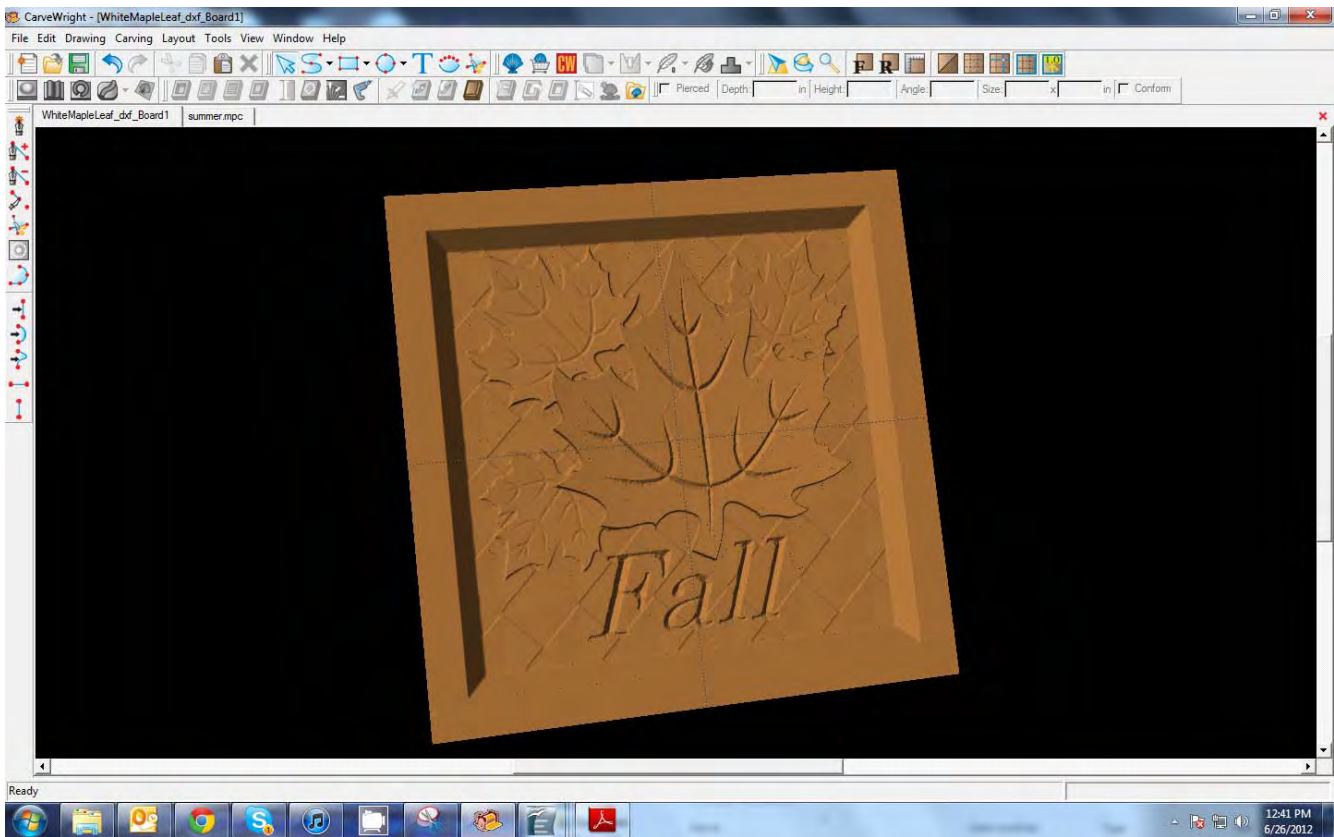 CarveWright - [WhiteMapleLeaf_dxf_Board1]
File Edit Drawing Carving Layout Tools View Window Help
CW
F R
Pierced Depth: in Height: Angle: Size: x in Conform
WhiteMapleLeaf_dxf_Board1 summer.mpc
Fall
Ready
12:41 PM
6/26/2012